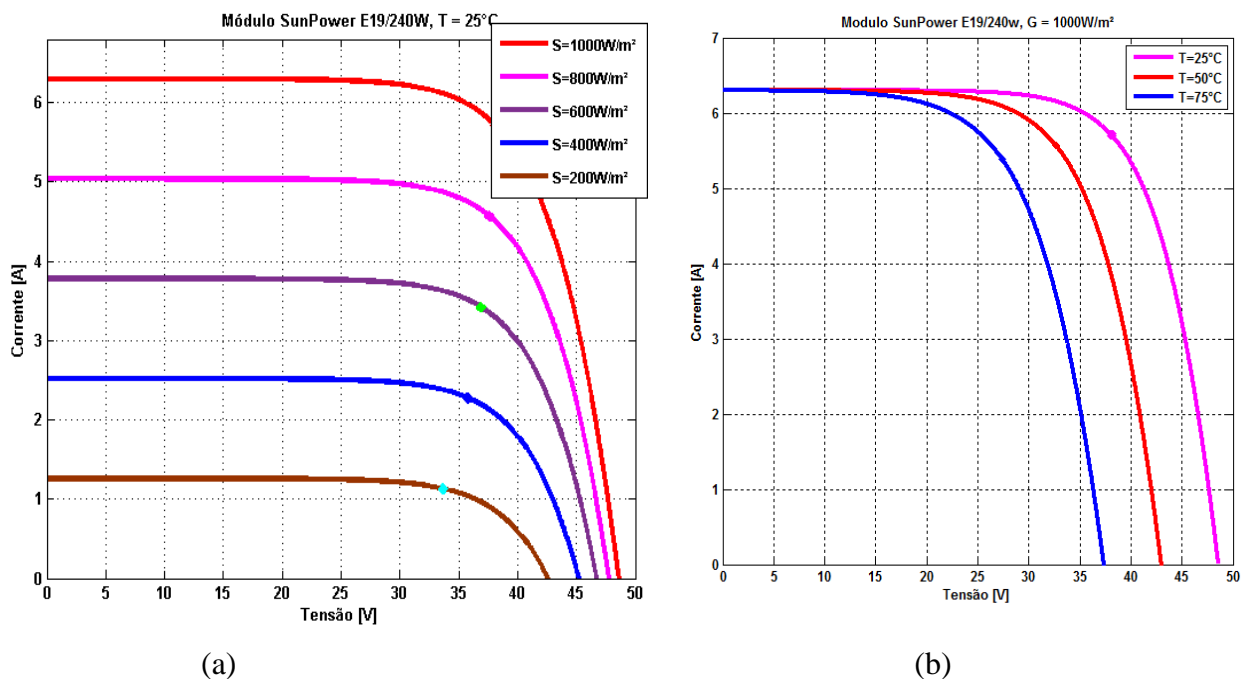 Módulo SunPower E19/240W, T = 25°C
S=1000W/m²
S=800W/m²
S=600W/m²
S=400W/m²
S=200W/m²
Corrente [A]
6
5
4
3
2
1
0
0 5 10 15 20 25 30 35 40 45 50
Tensão [V]
(a)
Modulo SunPower E19/240w, G = 1000W/m²
T=25°C
T=50°C
T=75°C
Corrente [A]
7
6
5
4
3
2
1
0
0 5 10 15 20 25 30 35 40 45 50
Tensão [V]
(b)